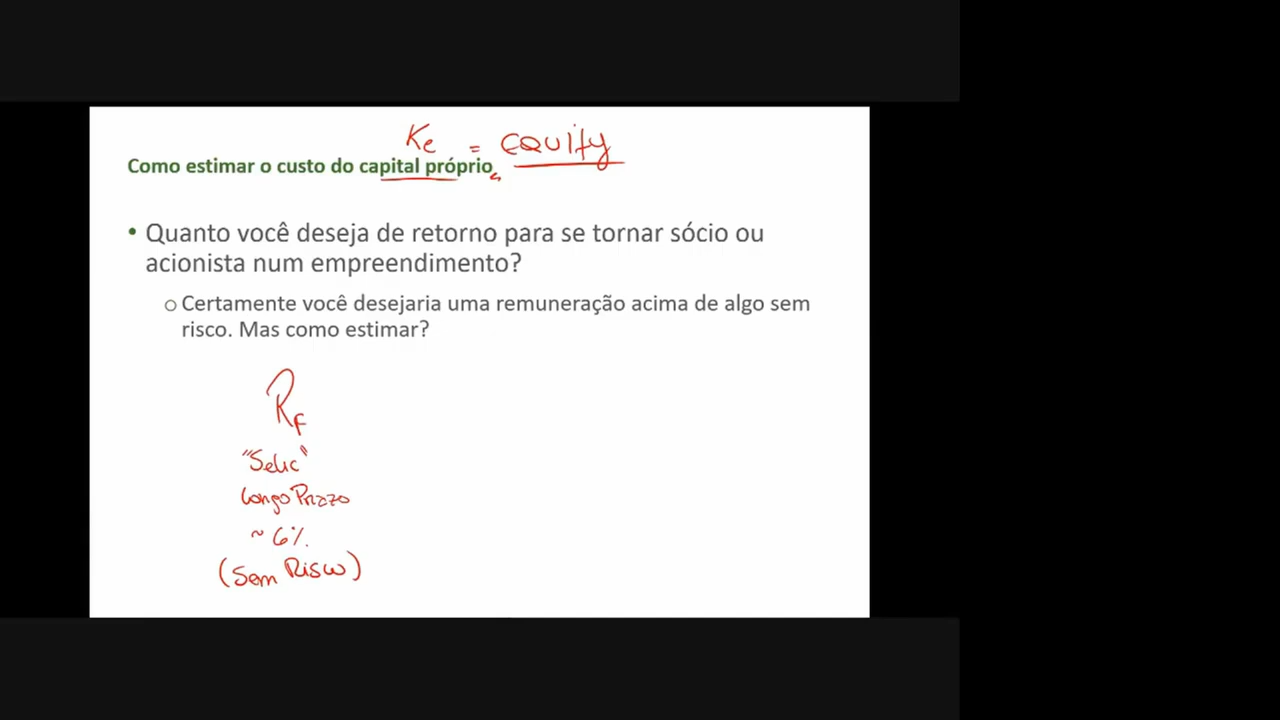 Ke = equity
Como estimar o custo do capital próprio
• Quanto você deseja de retorno para se tornar sócio ou
acionista num empreendimento?
o Certamente você desejaria uma remuneração acima de algo sem
risco. Mas como estimar?
Rf
"Selic"
Longo Prazo
~ 6%
(Sem Risco)